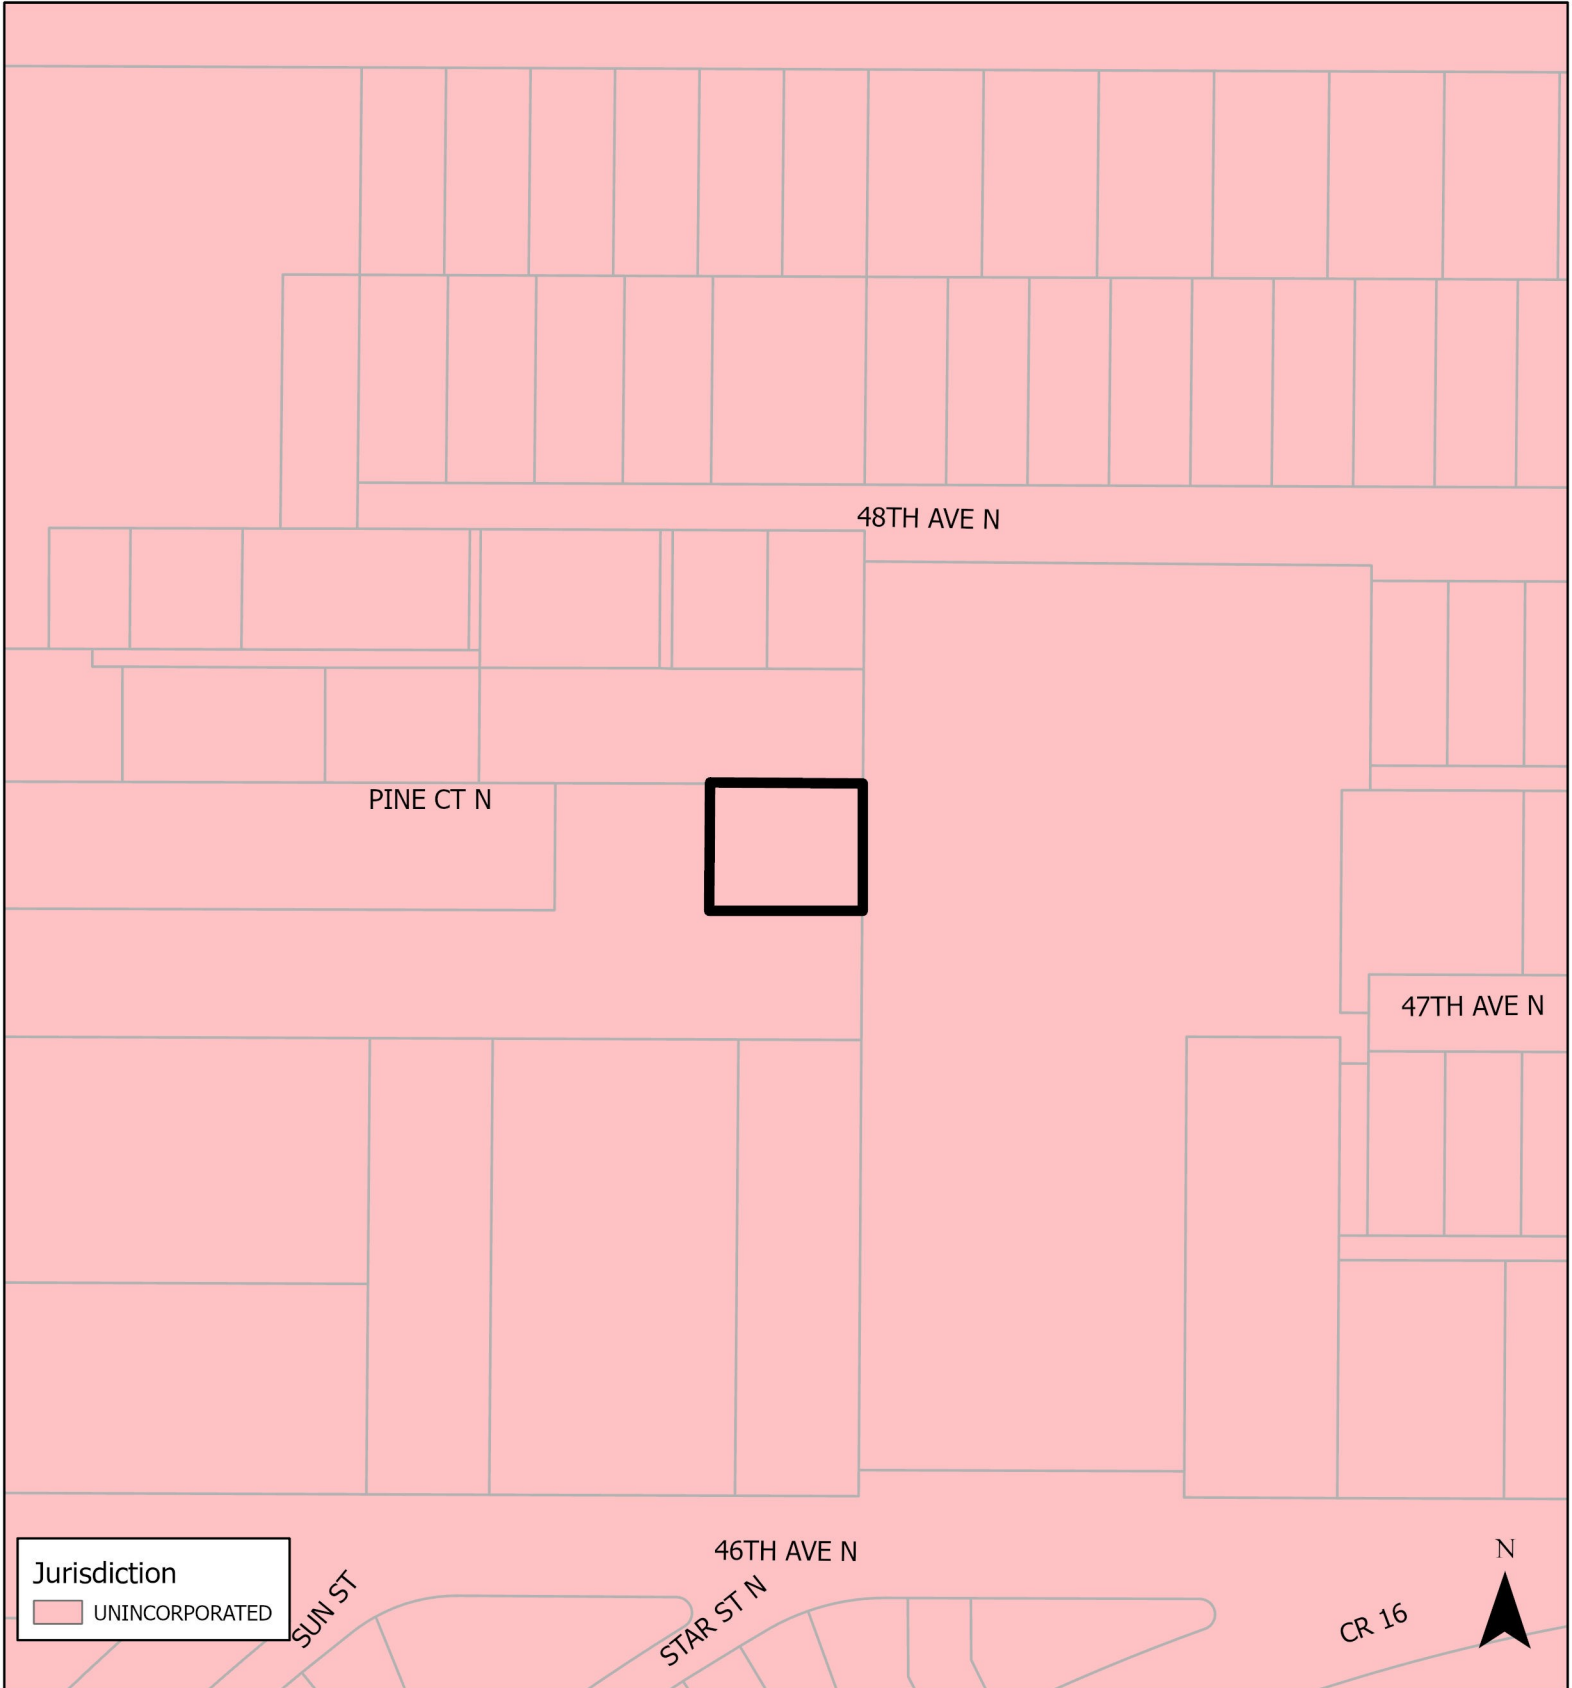 48TH AVE N
PINE CT N
47TH AVE N
46TH AVE N
Jurisdiction
UNINCORPORATED
SUN ST
STAR ST N
CR 16
N